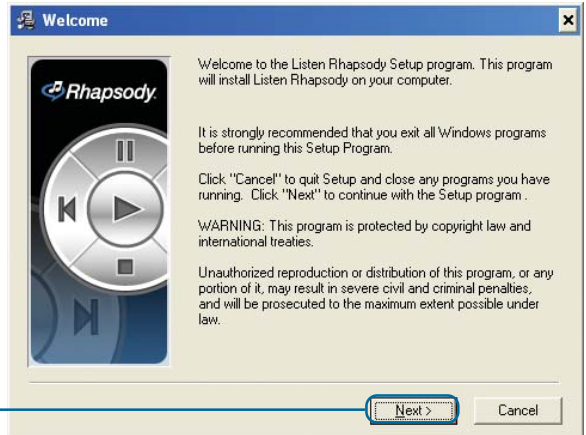 Welcome
Rhapsody.
Welcome to the Listen Rhapsody Setup program. This program
will install Listen Rhapsody on your computer.
It is strongly recommended that you exit all Windows programs
before running this Setup Program.
Click "Cancel" to quit Setup and close any programs you have
running. Click "Next" to continue with the Setup program .
WARNING: This program is protected by copyright law and
international treaties.
Unauthorized reproduction or distribution of this program, or any
portion of it, may result in severe civil and criminal penalties,
and will be prosecuted to the maximum extent possible under
law.
Next >
Cancel